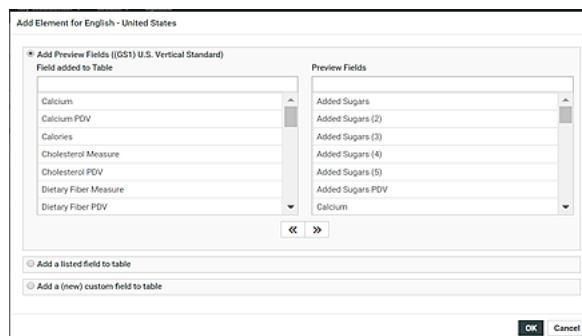 Add Element for English - United States
Add Preview Fields ((GS1) U.S. Vertical Standard)
Field added to Table
Preview Fields
Calcium
Calcium PDV
Calories
Cholesterol Measure
Cholesterol PDV
Dietary Fiber Measure
Dietary Fiber PDV
Added Sugars
Added Sugars (2)
Added Sugars (3)
Added Sugars (4)
Added Sugars (5)
Added Sugars PDV
Calcium
Add a listed field to table
Add a (new) custom field to table
OK Cancel